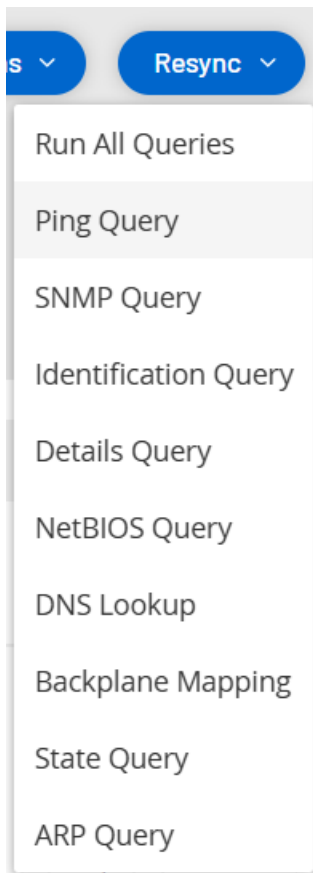 s
Resync
Run All Queries
Ping Query
SNMP Query
Identification Query
Details Query
NetBIOS Query
DNS Lookup
Backplane Mapping
State Query
ARP Query